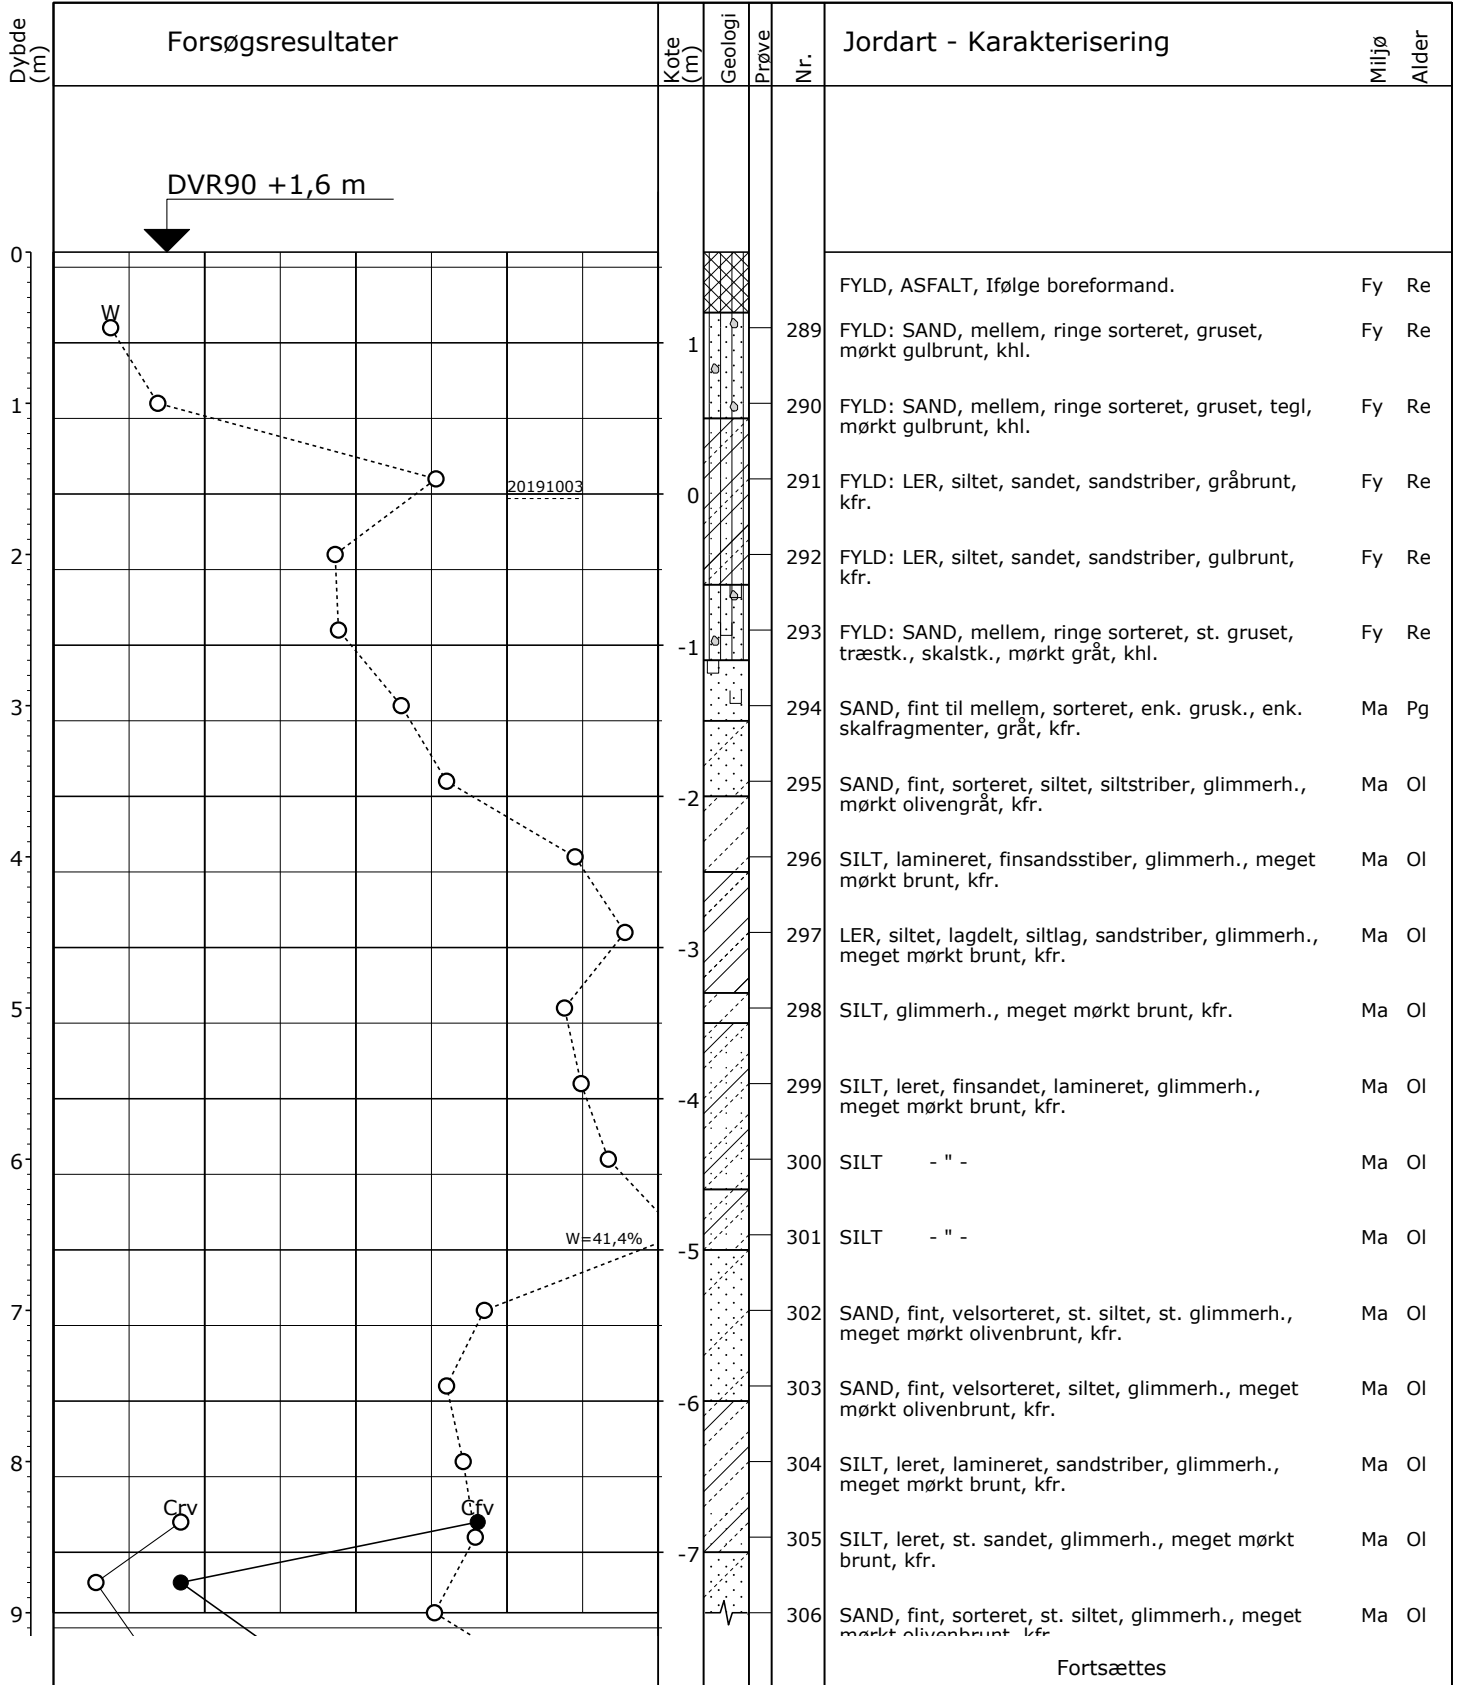 Dybde (m)
Forsøgsresultater
Kote (m)
Geologi
Prøve
Nr.
Jordart - Karakterisering
Miljø
Alder
DVR90 +1,6 m
0
FYLD, ASFALT, Ifølge boreformand. Fy Re
W
1
289 FYLD: SAND, mellem, ringe sorteret, gruset, Fy Re
mørkt gulbrunt, khl.
1
290 FYLD: SAND, mellem, ringe sorteret, gruset, tegl, Fy Re
mørkt gulbrunt, khl.
20191003
0
291 FYLD: LER, siltet, sandet, sandstriber, gråbrunt, Fy Re
kfr.
2
292 FYLD: LER, siltet, sandet, sandstriber, gulbrunt, Fy Re
kfr.
-1
293 FYLD: SAND, mellem, ringe sorteret, st. gruset, Fy Re
træstk., skalstk., mørkt gråt, khl.
3
294 SAND, fint til mellem, sorteret, enk. grusk., enk. Ma Pg
skalfragmenter, gråt, kfr.
-2
295 SAND, fint, sorteret, siltet, siltstriber, glimmerh., Ma Ol
mørkt olivengråt, kfr.
4
296 SILT, lamineret, finsandsstiber, glimmerh., meget Ma Ol
mørkt brunt, kfr.
-3
297 LER, siltet, lagdelt, siltlag, sandstriber, glimmerh., Ma Ol
meget mørkt brunt, kfr.
5
298 SILT, glimmerh., meget mørkt brunt, kfr. Ma Ol
-4
299 SILT, leret, finsandet, lamineret, glimmerh., Ma Ol
meget mørkt brunt, kfr.
6
300 SILT - " - Ma Ol
W=41,4%
-5
301 SILT - " - Ma Ol
7
302 SAND, fint, velsorteret, st. siltet, st. glimmerh., Ma Ol
meget mørkt olivenbrunt, kfr.
-6
303 SAND, fint, velsorteret, siltet, glimmerh., meget Ma Ol
mørkt olivenbrunt, kfr.
8
304 SILT, leret, lamineret, sandstriber, glimmerh., Ma Ol
meget mørkt brunt, kfr.
Crv
Cfv
-7
305 SILT, leret, st. sandet, glimmerh., meget mørkt Ma Ol
brunt, kfr.
9
306 SAND, fint, sorteret, st. siltet, glimmerh., meget Ma Ol
mørkt olivenbrunt, kfr
Fortsættes